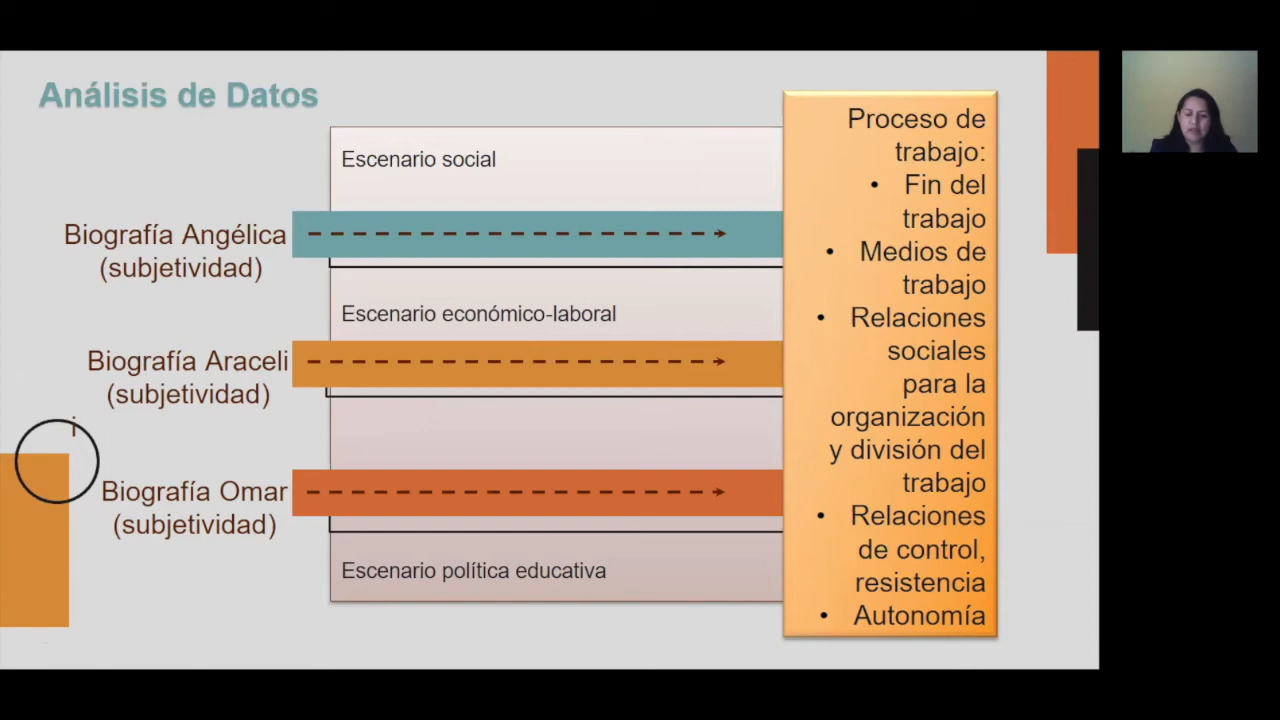 Análisis de Datos
Escenario social
Biografía Angélica
(subjetividad)
Escenario económico-laboral
Biografía Araceli
(subjetividad)
i
Biografía Omar
(subjetividad)
Escenario política educativa
Proceso de
trabajo:
• Fin del
trabajo
• Medios de
trabajo
• Relaciones
sociales
para la
organización
y división del
trabajo
• Relaciones
de control,
resistencia
• Autonomía